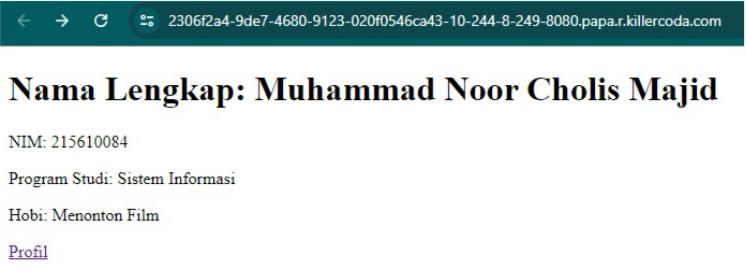 2306f2a4-9de7-4680-9123-020f0546ca43-10-244-8-249-8080.papa.r.killercoda.com
Nama Lengkap: Muhammad Noor Cholis Majid
NIM: 215610084
Program Studi: Sistem Informasi
Hobi: Menonton Film
Profil